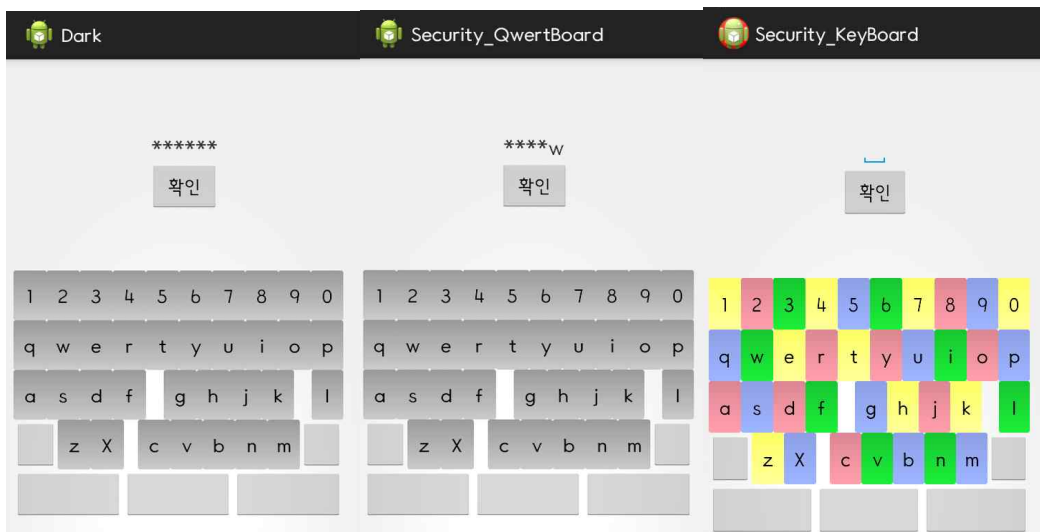 Dark
******
확인
1 2 3 4 5 6 7 8 9 0
q w e r t y u i o p
a s d f g h j k l
z X c v b n m
Security_QwertBoard
****w
확인
1 2 3 4 5 6 7 8 9 0
q w e r t y u i o p
a s d f g h j k l
z X c v b n m
Security_KeyBoard
확인
1 2 3 4 5 6 7 8 9 0
q w e r t y u i o p
a s d f g h j k l
z X c v b n m